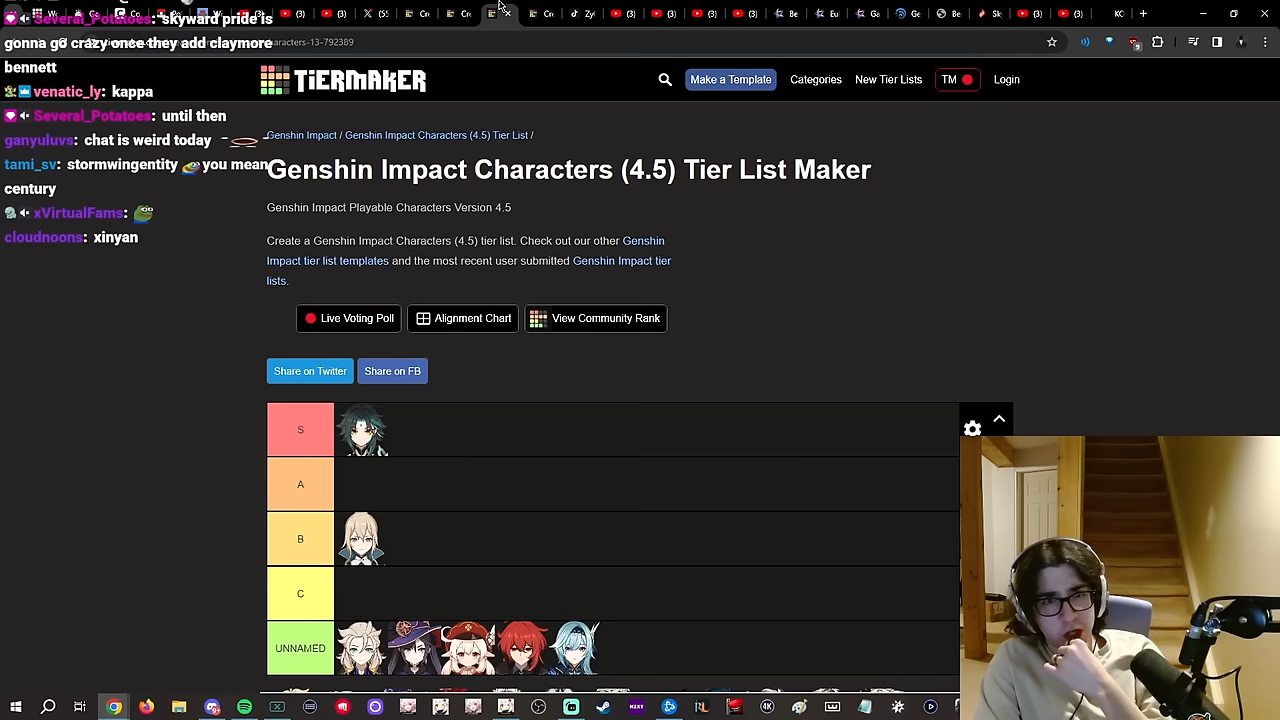 Several_Potatoes: skyward pride is
gonna go crazy once they add claymore
bennett
venatic_ly: kappa
Several_Potatoes: until then
ganyuluvs: chat is weird today
tami_sv: stormwingentity you mean
century
xVirtualFams:
cloudnoons: xinyan
characters-13-792389
TiERMAKER
Make a Template
Categories
New Tier Lists
TM
Login
Genshin Impact / Genshin Impact Characters (4.5) Tier List /
Genshin Impact Characters (4.5) Tier List Maker
Genshin Impact Playable Characters Version 4.5
Create a Genshin Impact Characters (4.5) tier list. Check out our other Genshin
Impact tier list templates and the most recent user submitted Genshin Impact tier
lists.
Live Voting Poll
Alignment Chart
View Community Rank
Share on Twitter
Share on FB
S
A
B
C
UNNAMED